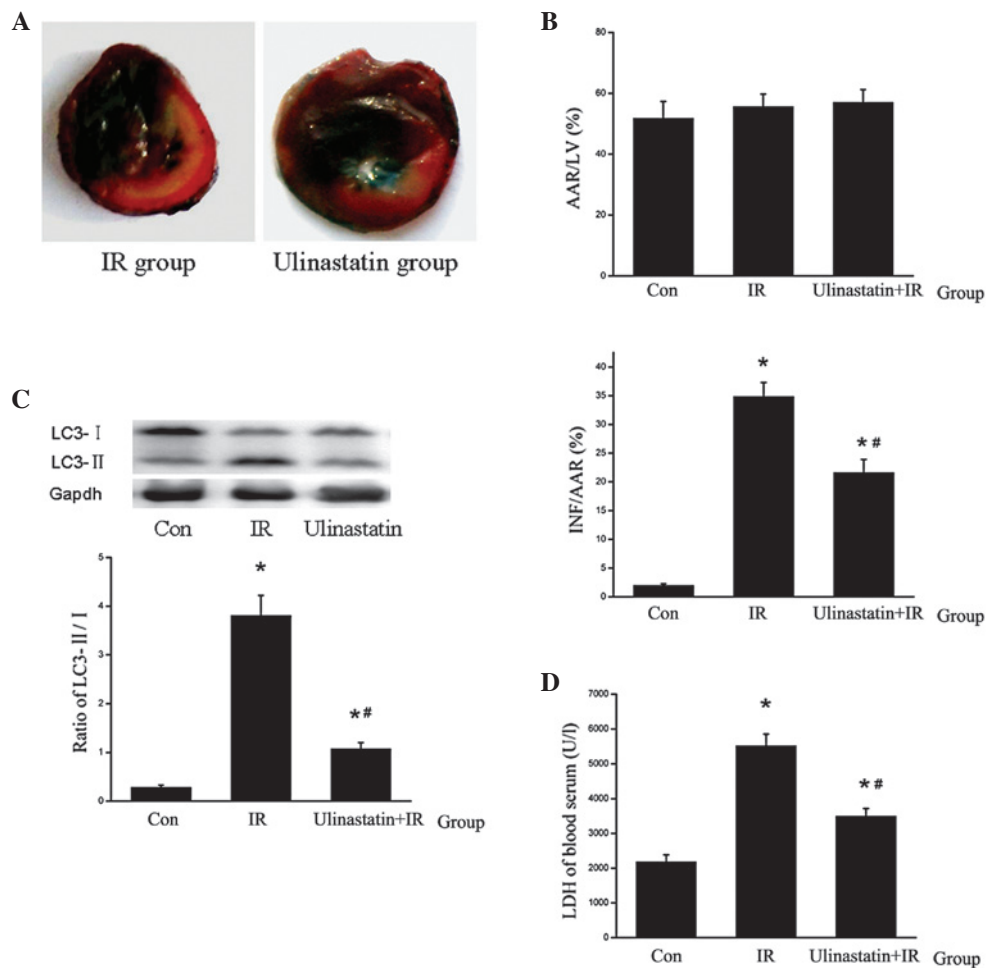 A
IR group
Ulinastatin group
B
AAR/LV (%)
80
60
40
20
0
Con
IR
Ulinastatin+IR
Group
INF/AAR (%)
40
35
30
25
20
15
10
5
0
*
* #
Con
IR
Ulinastatin+IR
Group
C
LC3-Ⅰ
LC3-Ⅱ
Gapdh
Con
IR
Ulinastatin
Ratio of LC3-Ⅱ/Ⅰ
5
4
3
2
1
0
*
*#
Con
IR
Ulinastatin+IR
Group
D
LDH of blood serum (U/l)
7000
6000
5000
4000
3000
2000
1000
0
*
* #
Con
IR
Ulinastatin+IR
Group